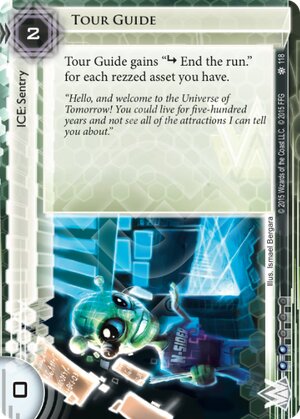 TOUR GUIDE
2
ICE: Sentry
Tour Guide gains “↳ End the run.”
for each rezzed asset you have.
“Hello, and welcome to the Universe of
Tomorrow! You could live for five-hundred
years and not see all of the attractions I can tell
you about.”
118
© 2015 Wizards of the Coast LLC. © 2015 FFG
Illus. Ismael Bergara
N-SIDER
0